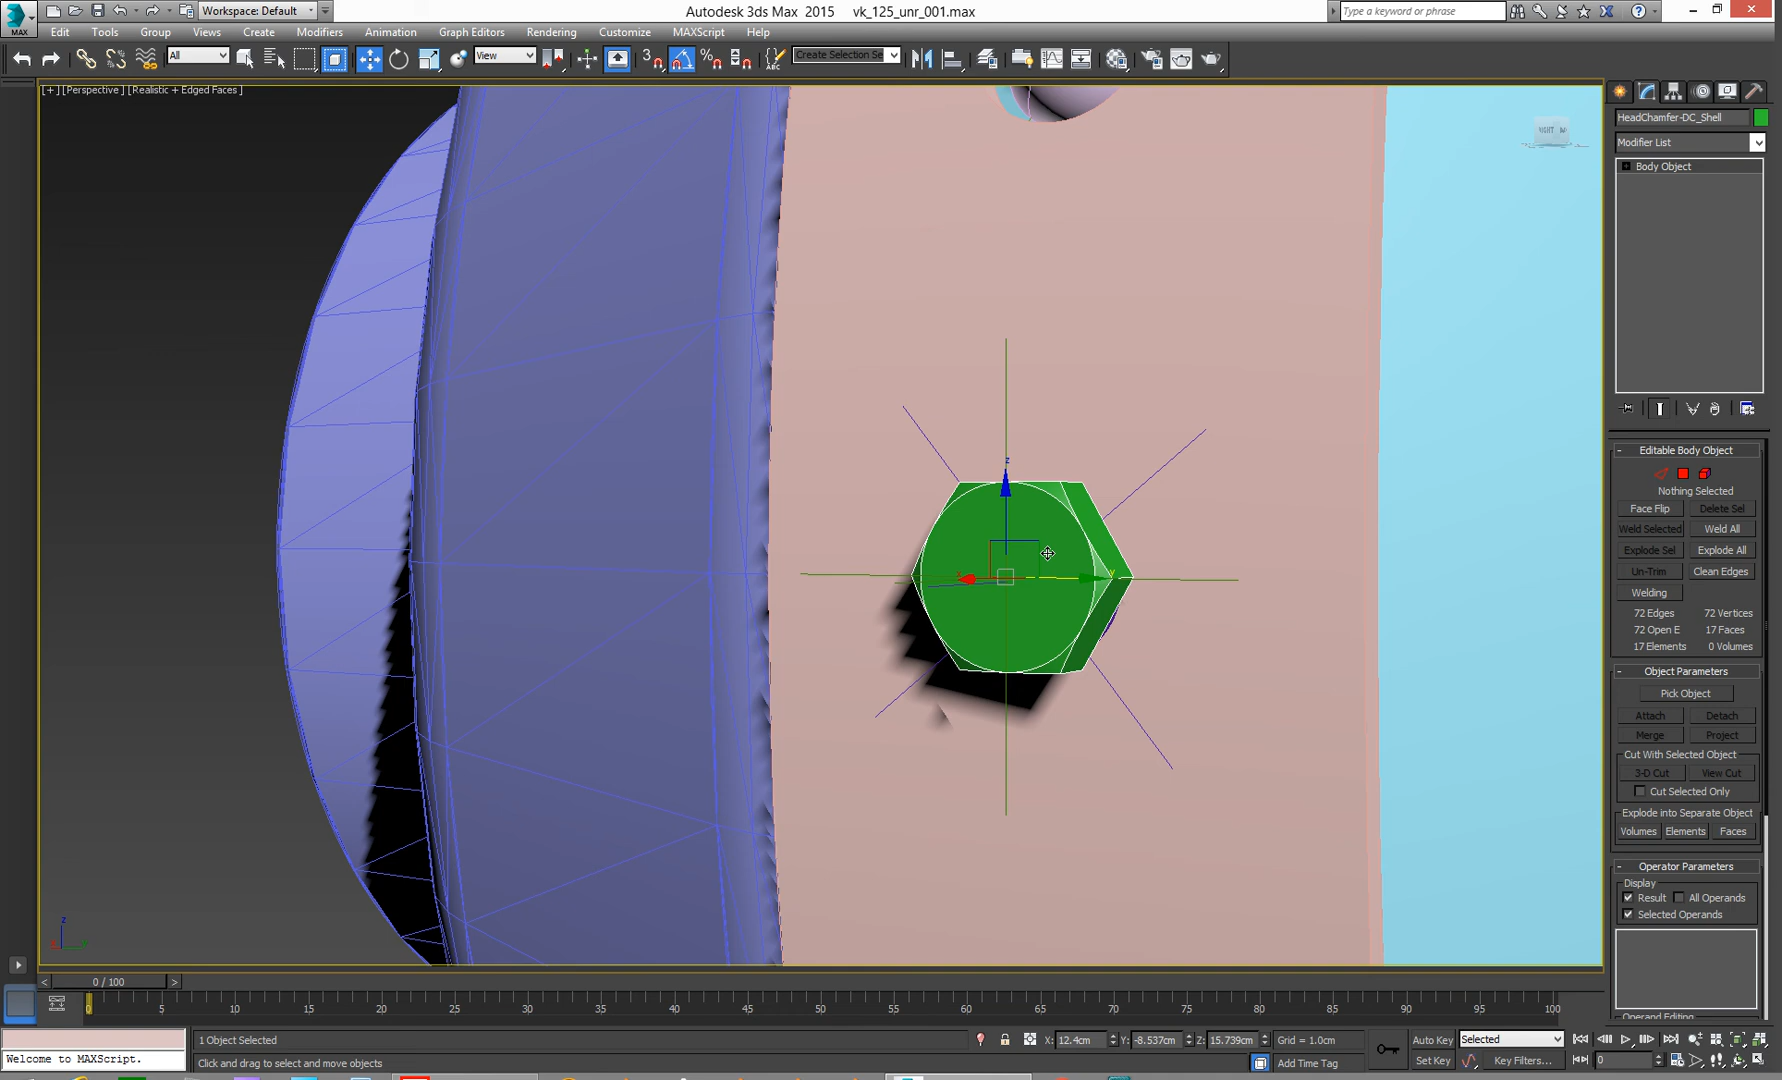 Workspace: Default
Autodesk 3ds Max 2015 vk_125_unr_001.max
Type a keyword or phrase
MAX
Edit Tools Group Views Create Modifiers Animation Graph Editors Rendering Customize MAXScript Help
All
View
3
Create Selection Se
[+][Perspective][Realistic + Edged Faces]
RIGHT
HeadChamfer-DC_Shell
Modifier List
Body Object
Editable Body Object
Nothing Selected
Face Flip Delete Sel
Weld Selected Weld All
Explode Sel Explode All
Un-Trim Clean Edges
Welding
72 Edges 72 Vertices
72 Open E 17 Faces
17 Elements 0 Volumes
Object Parameters
Pick Object
Attach Detach
Merge Project
Cut With Selected Object
3-D Cut View Cut
Cut Selected Only
Explode into Separate Object
Volumes Elements Faces
Operator Parameters
Display
Result All Operands
Selected Operands
Operand Editing
z
x
y
z
0 / 100
0 5 10 15 20 25 30 35 40 45 50 55 60 65 70 75 80 85 90 95 100
Welcome to MAXScript.
1 Object Selected
Click and drag to select and move objects
X: 12.4cm Y: -8.537cm Z: 15.739cm Grid = 1.0cm
Add Time Tag
Auto Key Selected
Set Key Key Filters...
0